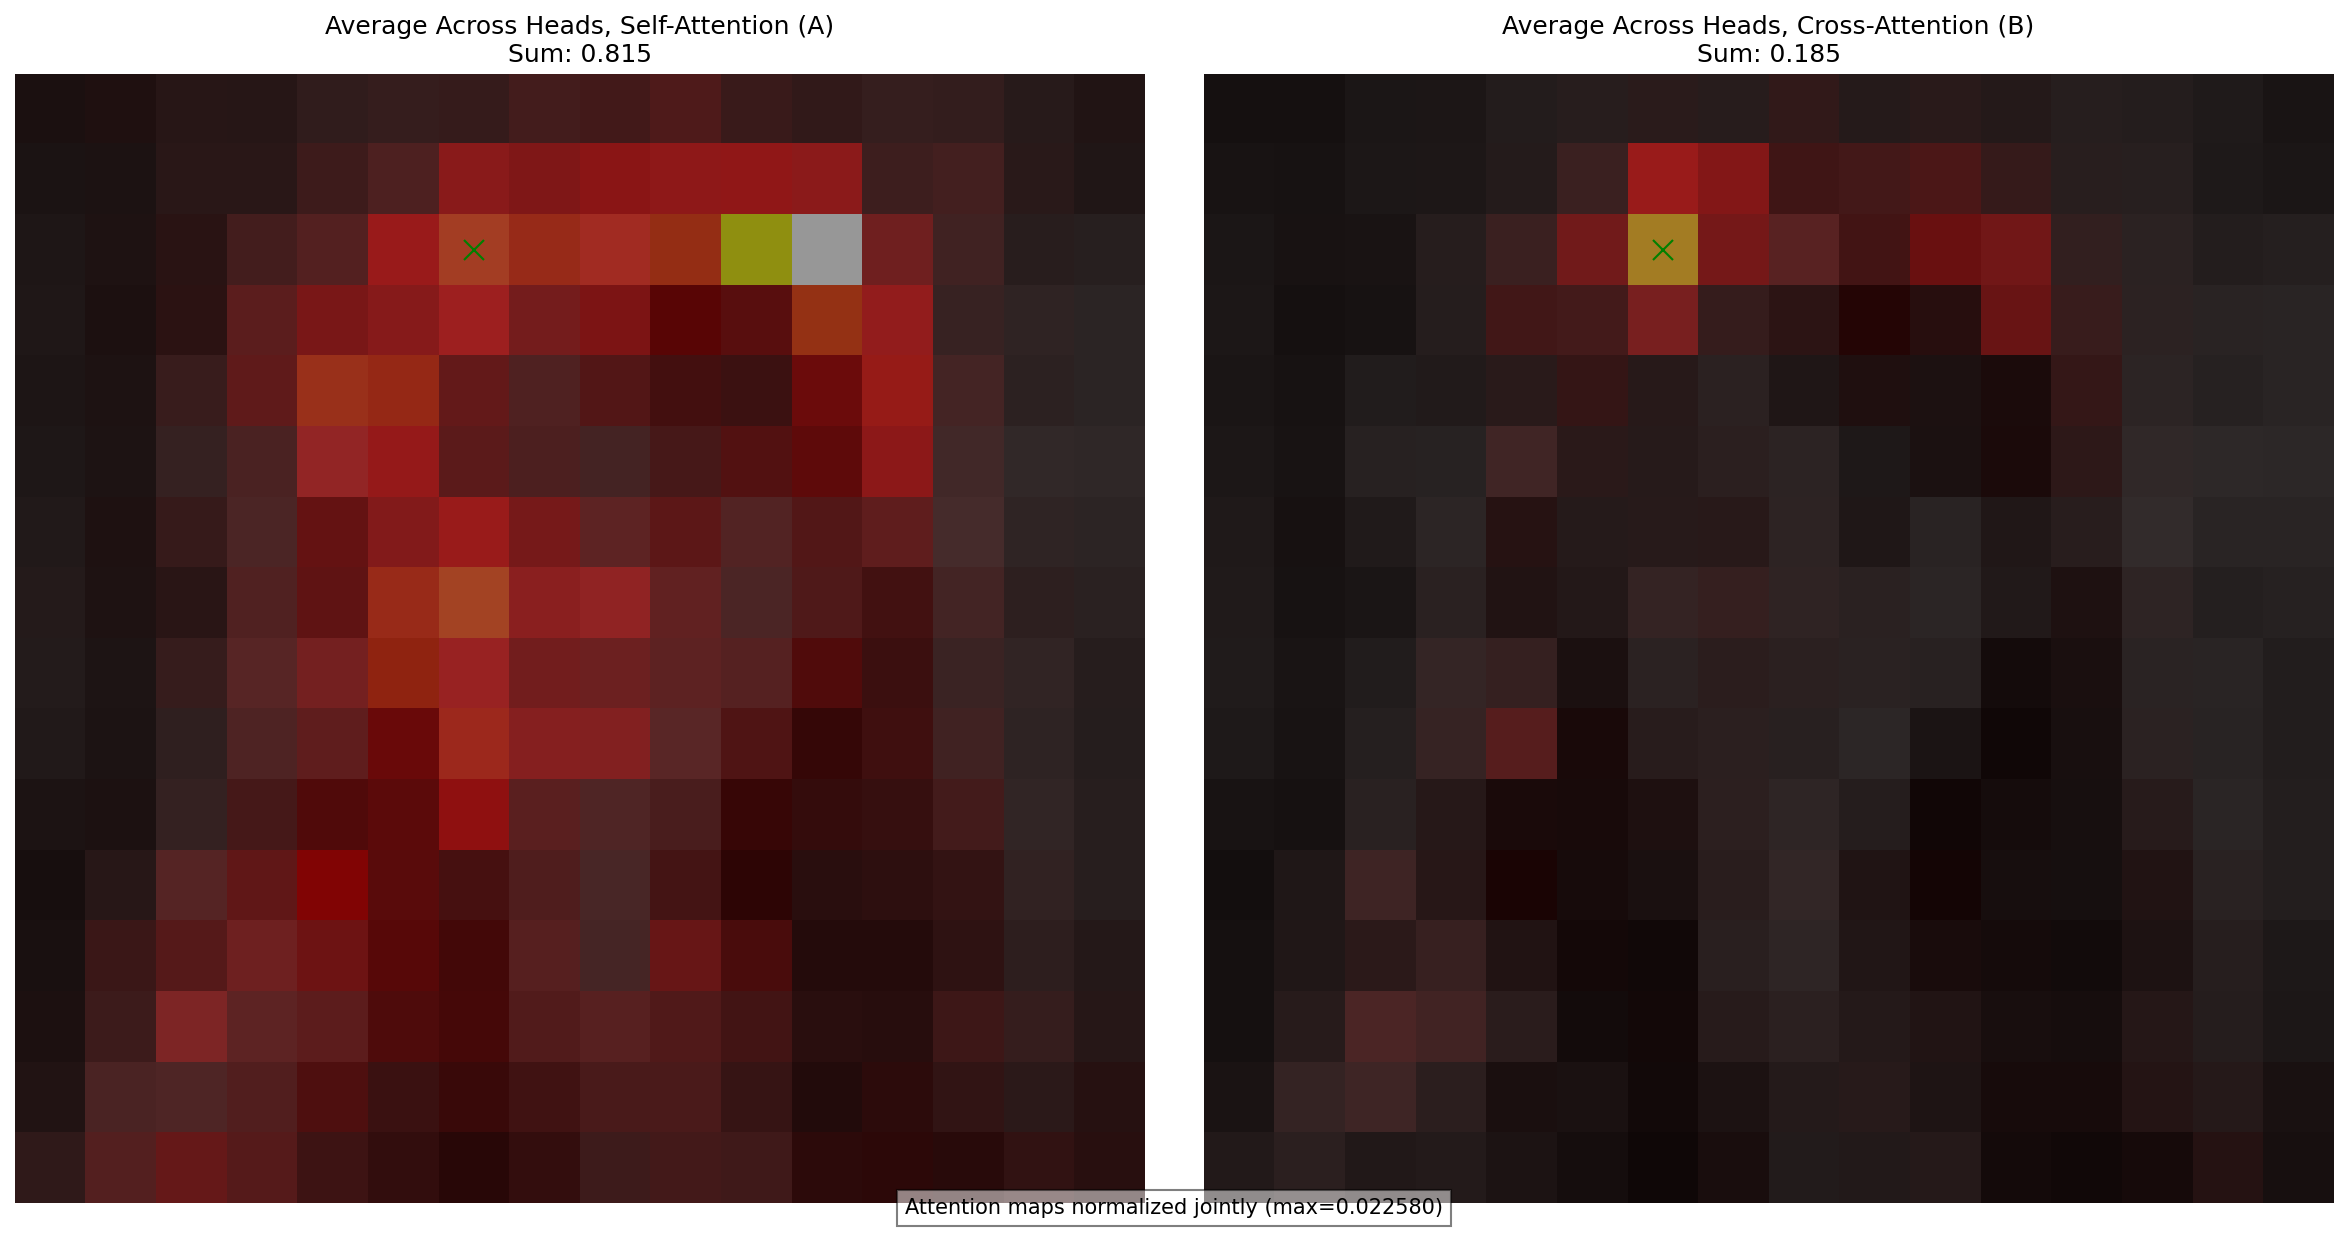 Average Across Heads, Self-Attention (A)
Sum: 0.815
Average Across Heads, Cross-Attention (B)
Sum: 0.185
Attention maps normalized jointly (max=0.022580)